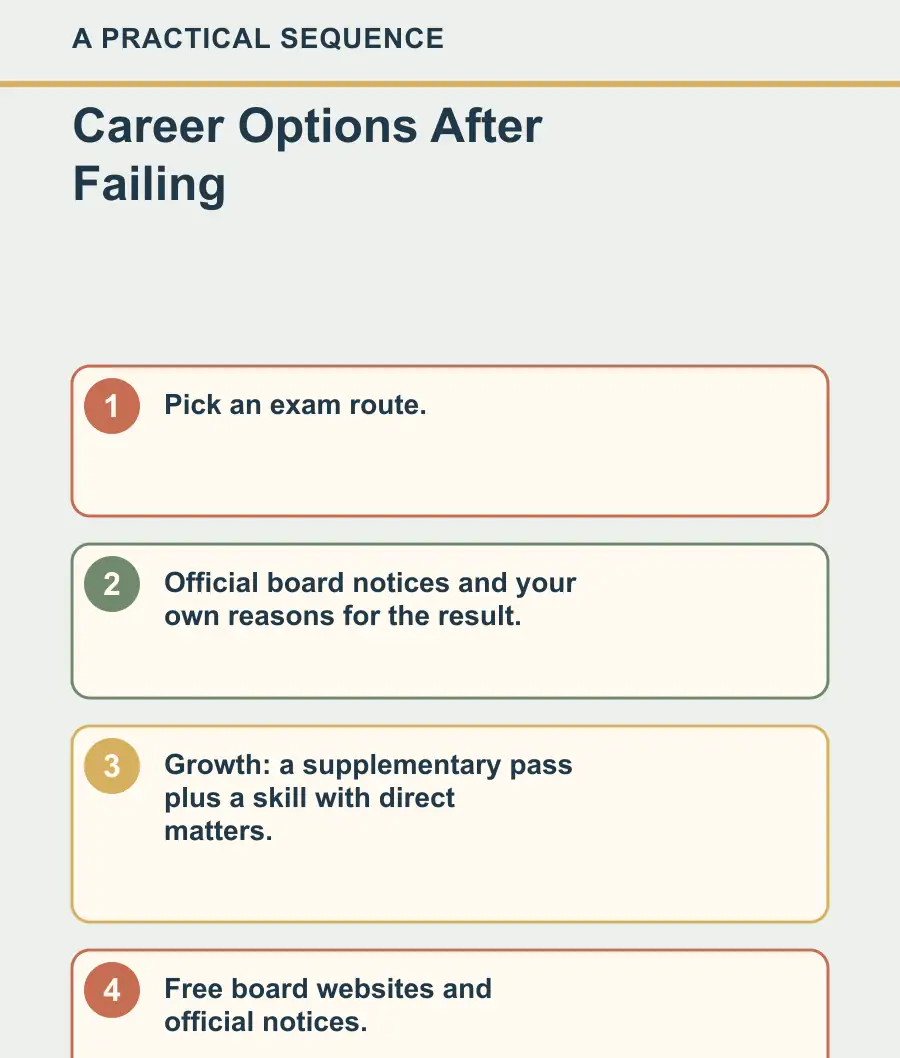 A PRACTICAL SEQUENCE
Career Options After
Failing
1
Pick an exam route.
2
Official board notices and your
own reasons for the result.
3
Growth: a supplementary pass
plus a skill with direct
matters.
4
Free board websites and
official notices.